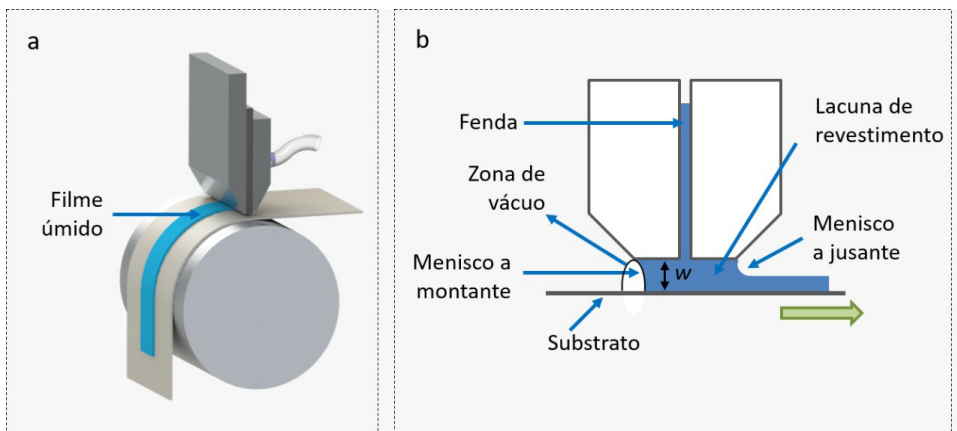 a
Filme
úmido
b
Fenda
Lacuna de
revestimento
Zona de
vácuo
Menisco
a jusante
Menisco a
montante
w
Substrato